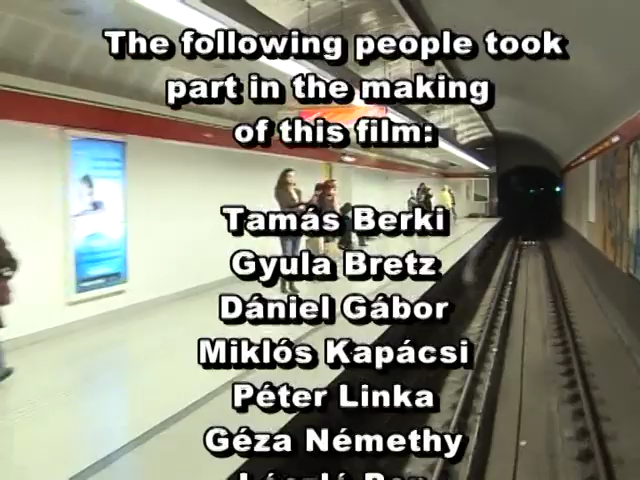 The following people took
part in the making
of this film:
Tamás Berki
Gyula Bretz
Dániel Gábor
Miklós Kapácsi
Péter Linka
Géza Némethy